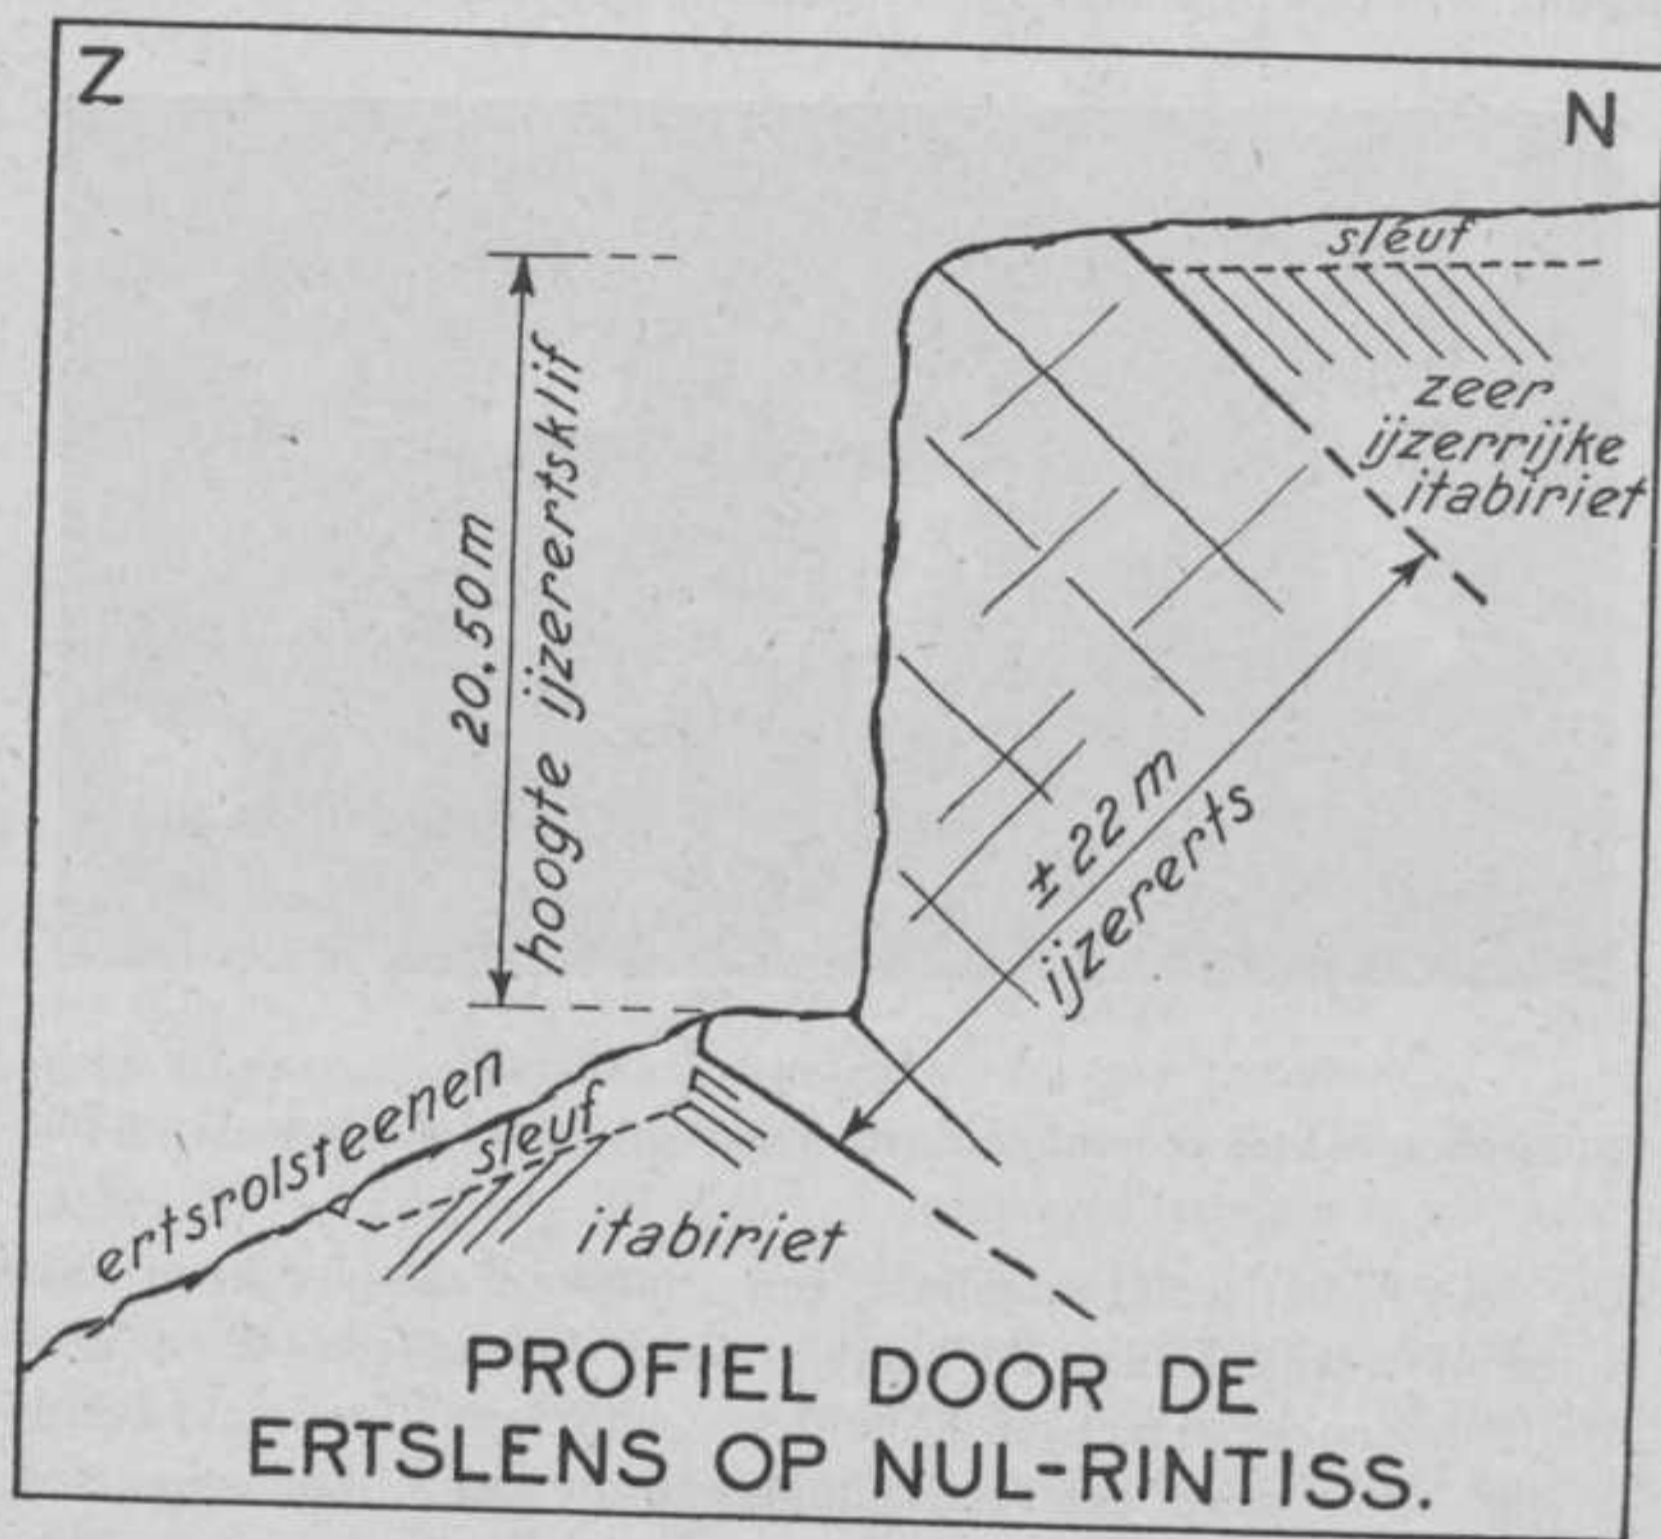 Z
N
sleuf
zeer
ijzerrijke
itabiriet
20.50m
hoogte ijzerertsklif
± 22 m
ijzererts
ertsrolsteenen
sleuf
itabiriet
PROFIEL DOOR DE
ERTSLENS OP NUL-RINTISS.